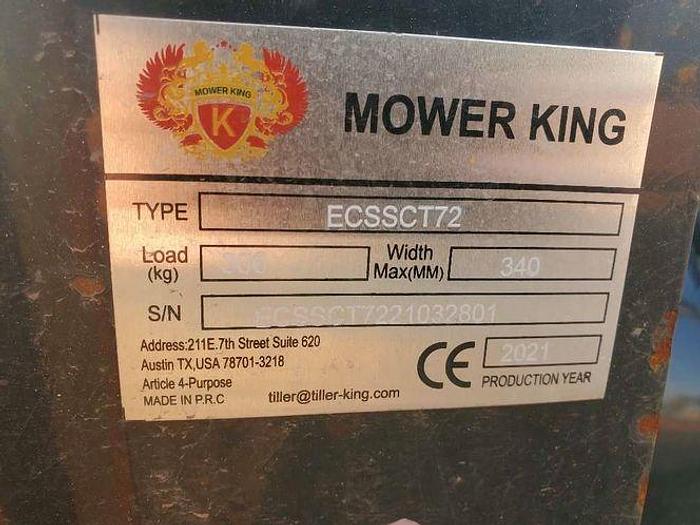 MOWER KING
K
MOWER KING
TYPE ECSSCT72
Load (kg) Width Max(MM) 340
S/N ECSSCT7221032801
Address:211E.7th Street Suite 620
Austin TX,USA 78701-3218
Article 4-Purpose
MADE IN P.R.C tiller@tiller-king.com
CE 2021
PRODUCTION YEAR